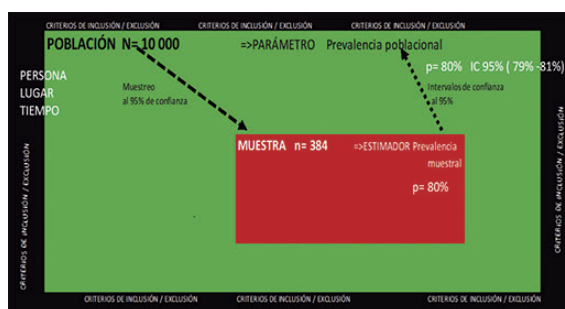 CRITERIOS DE INCLUSIÓN / EXCLUSIÓN CRITERIOS DE INCLUSIÓN / EXCLUSIÓN CRITERIOS DE INCLUSIÓN / EXCLUSIÓN
POBLACIÓN N= 10 000 =>PARÁMETRO Prevalencia poblacional
p= 80% IC 95% ( 79% -81%)
PERSONA
LUGAR
TIEMPO
Muestreo
al 95% de confianza
Intervalos de confianza
al 95%
MUESTRA n= 384 =>ESTIMADOR Prevalencia
muestral
p= 80%
CRITERIOS DE INCLUSIÓN / EXCLUSIÓN
CRITERIOS DE INCLUSIÓN / EXCLUSIÓN
CRITERIOS DE INCLUSIÓN / EXCLUSIÓN CRITERIOS DE INCLUSIÓN / EXCLUSIÓN CRITERIOS DE INCLUSIÓN / EXCLUSIÓN